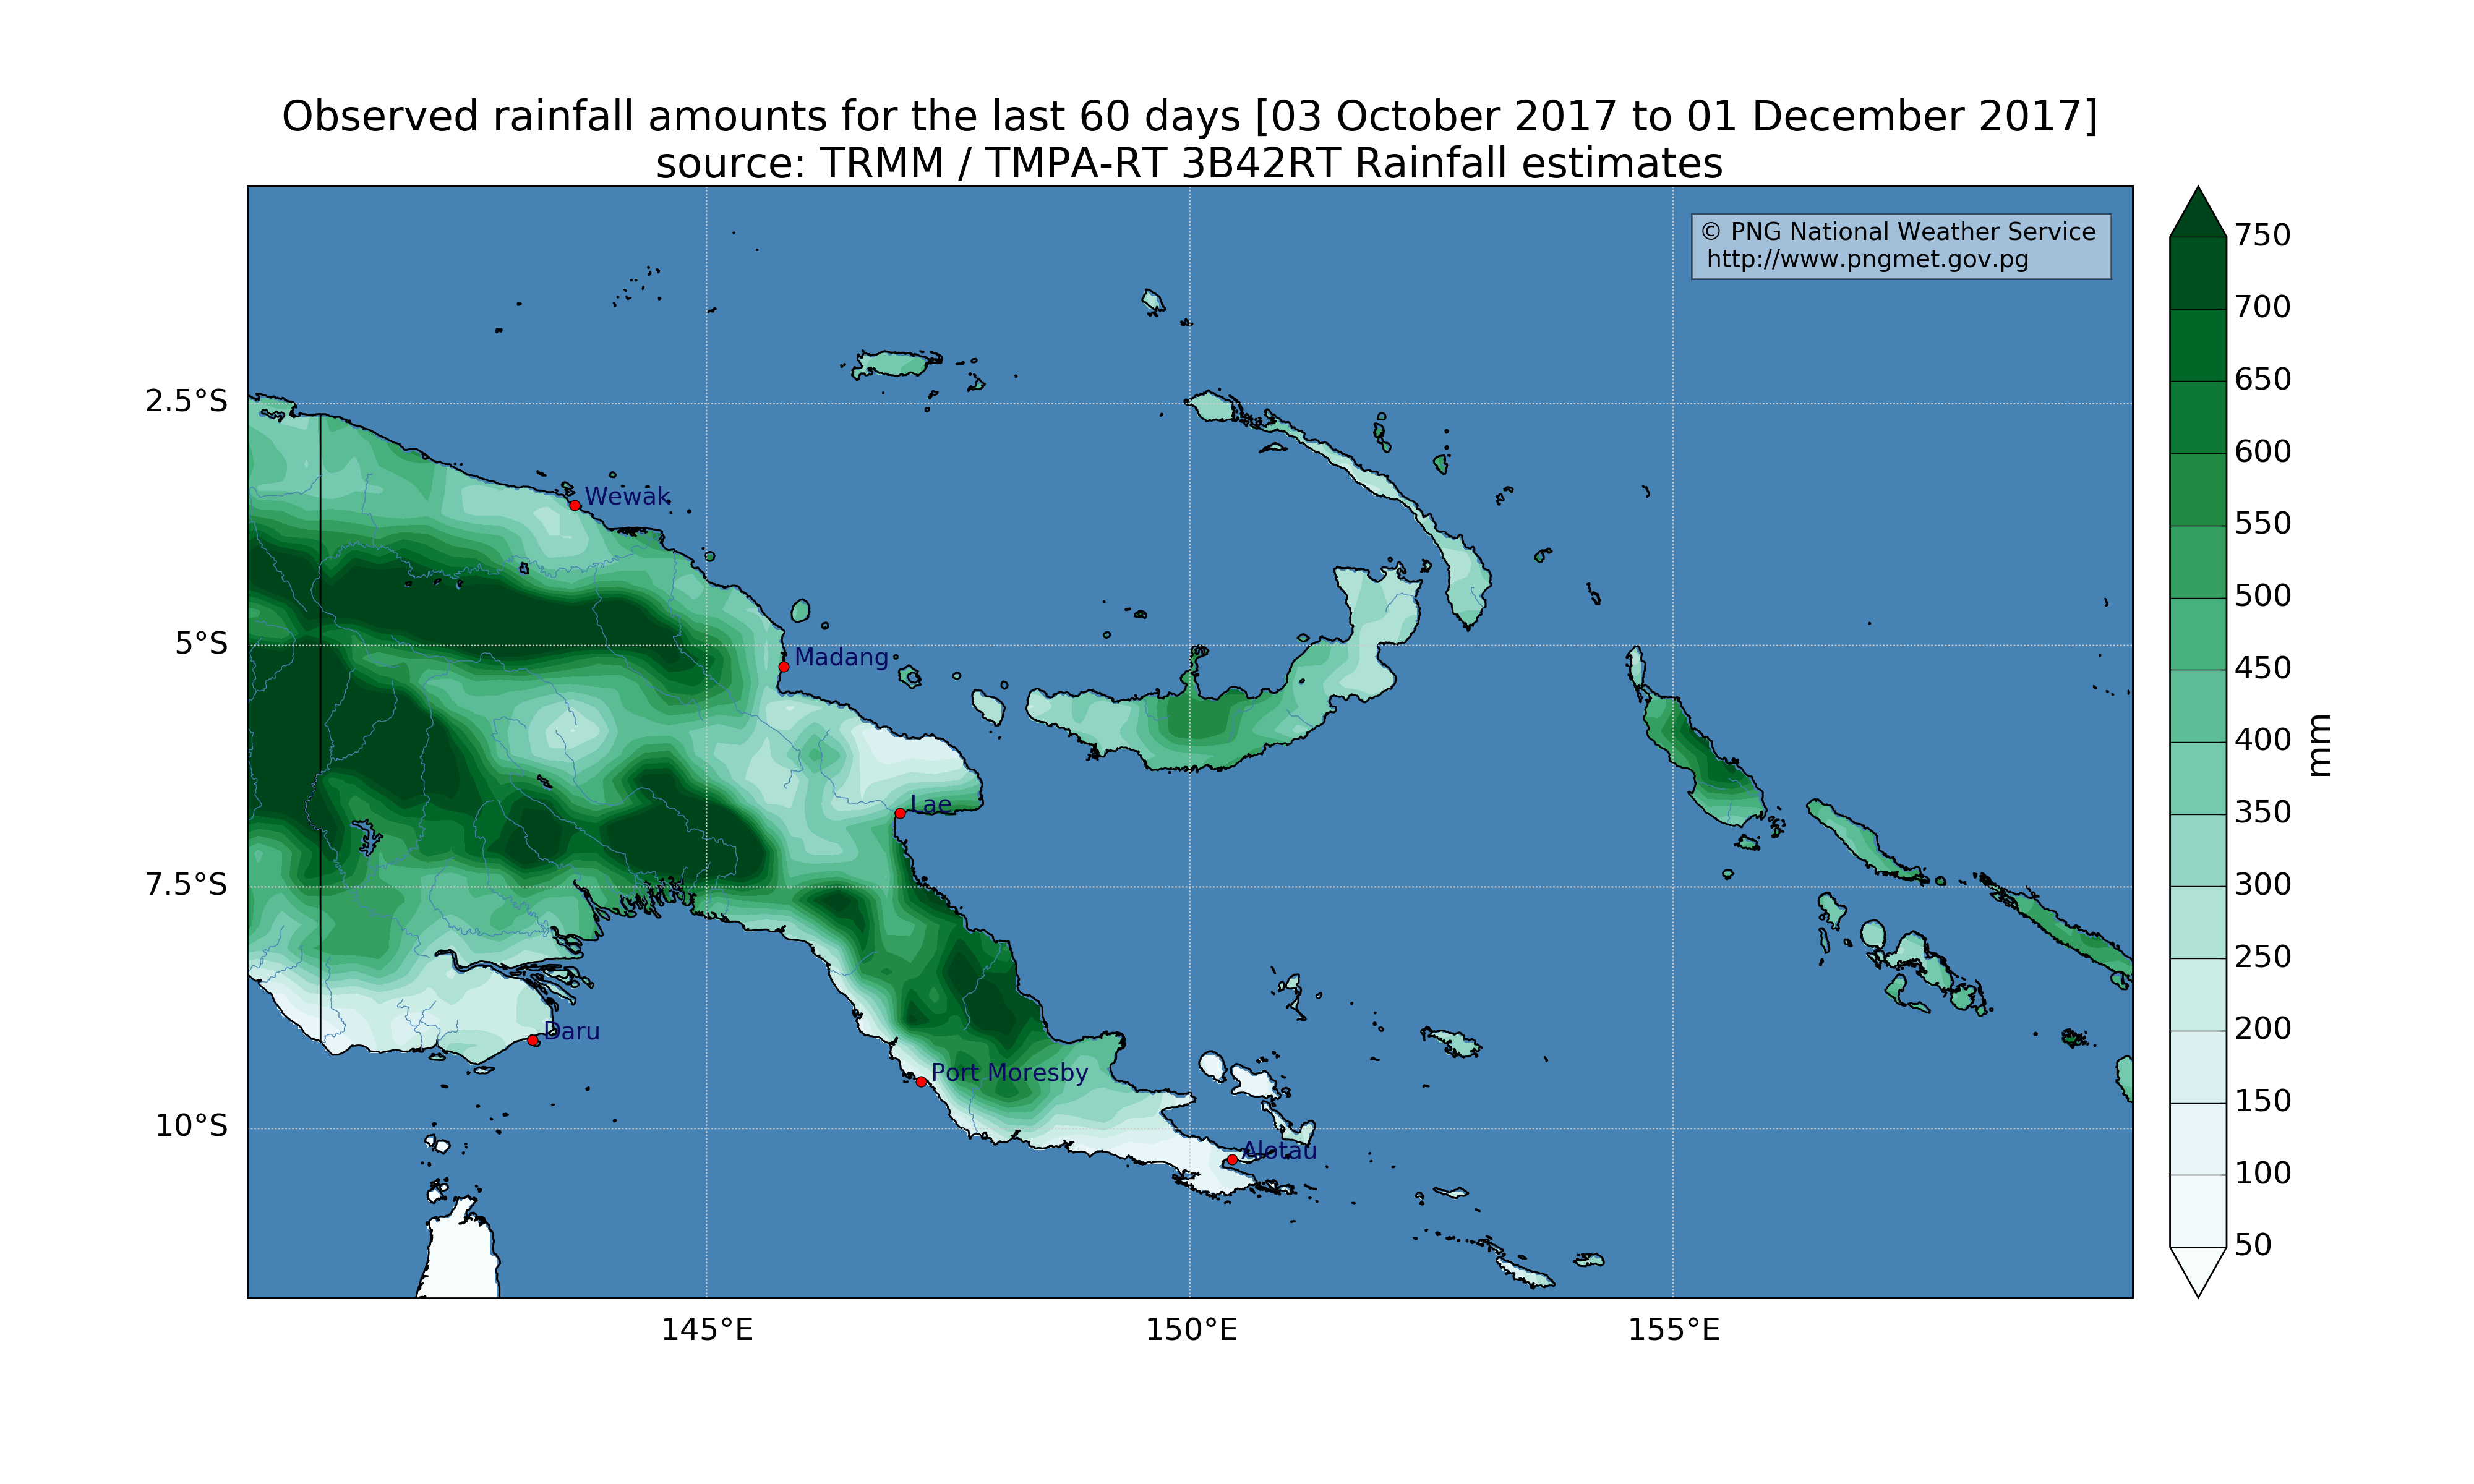 Observed rainfall amounts for the last 60 days [03 October 2017 to 01 December 2017]
source: TRMM / TMPA-RT 3B42RT Rainfall estimates
© PNG National Weather Service
http://www.pngmet.gov.pg
750
700
650
600
550
500
450
400
350
300
250
200
150
100
50
mm
2.5°S
5°S
7.5°S
10°S
Wewak
Madang
Lae
Daru
Port Moresby
Alotau
145°E
150°E
155°E